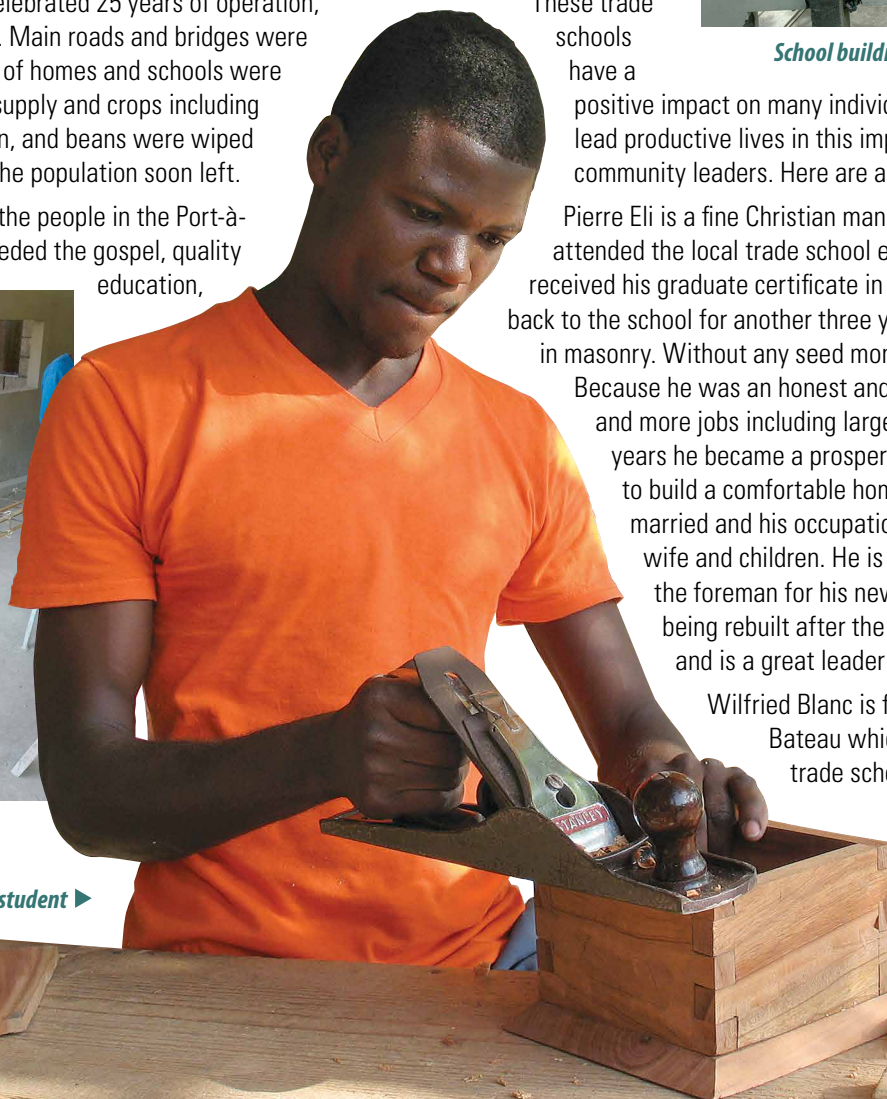 elebrated 25 years of operation,
. Main roads and bridges were
of homes and schools were
supply and crops including
n, and beans were wiped
he population soon left.
the people in the Port-à-
eded the gospel, quality
education,
student ▶
These trade
schools
have a
positive impact on many individ
lead productive lives in this imp
community leaders. Here are a
Pierre Eli is a fine Christian man
attended the local trade school e
received his graduate certificate in
back to the school for another three y
in masonry. Without any seed mon
Because he was an honest and
and more jobs including large
years he became a prosper
to build a comfortable hom
married and his occupatio
wife and children. He is
the foreman for his nev
being rebuilt after the
and is a great leader
Wilfried Blanc is f
Bateau whic
trade scho
School buildi
STANLEY